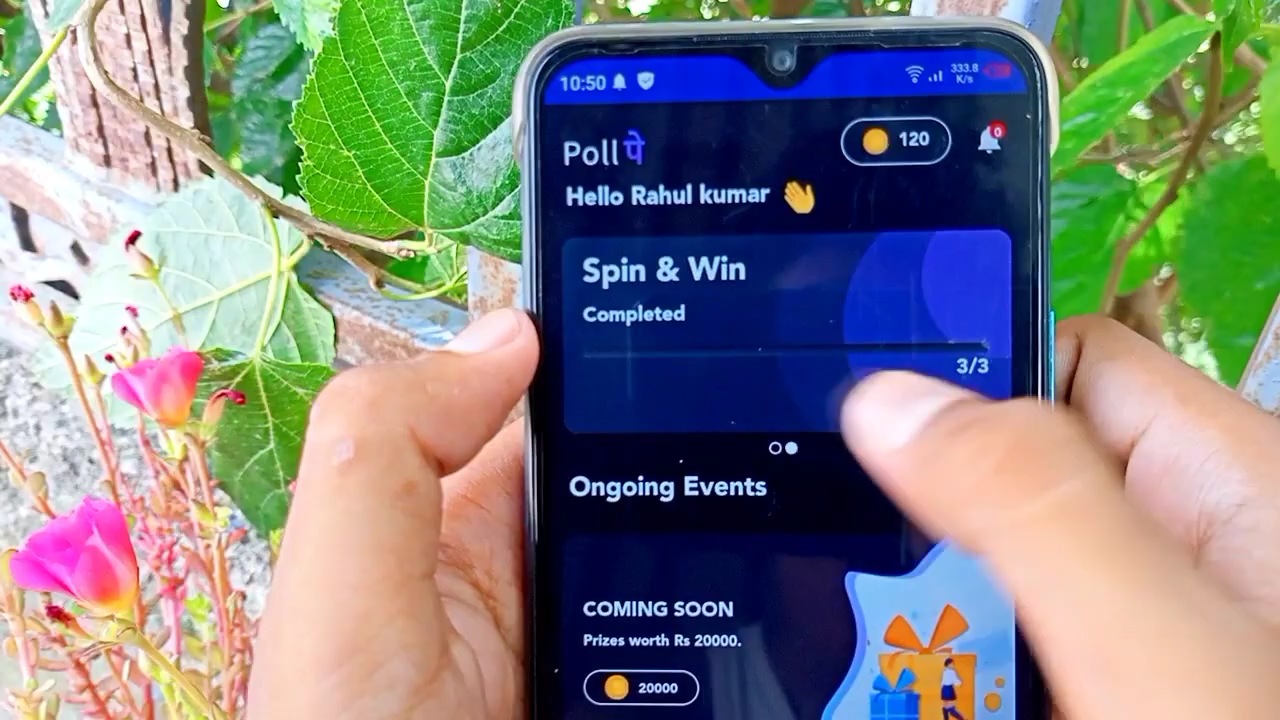 10:50
333.8
K/s
Pollपे
120
0
Hello Rahul kumar
Spin & Win
Completed
3/3
Ongoing Events
COMING SOON
Prizes worth Rs 20000.
20000